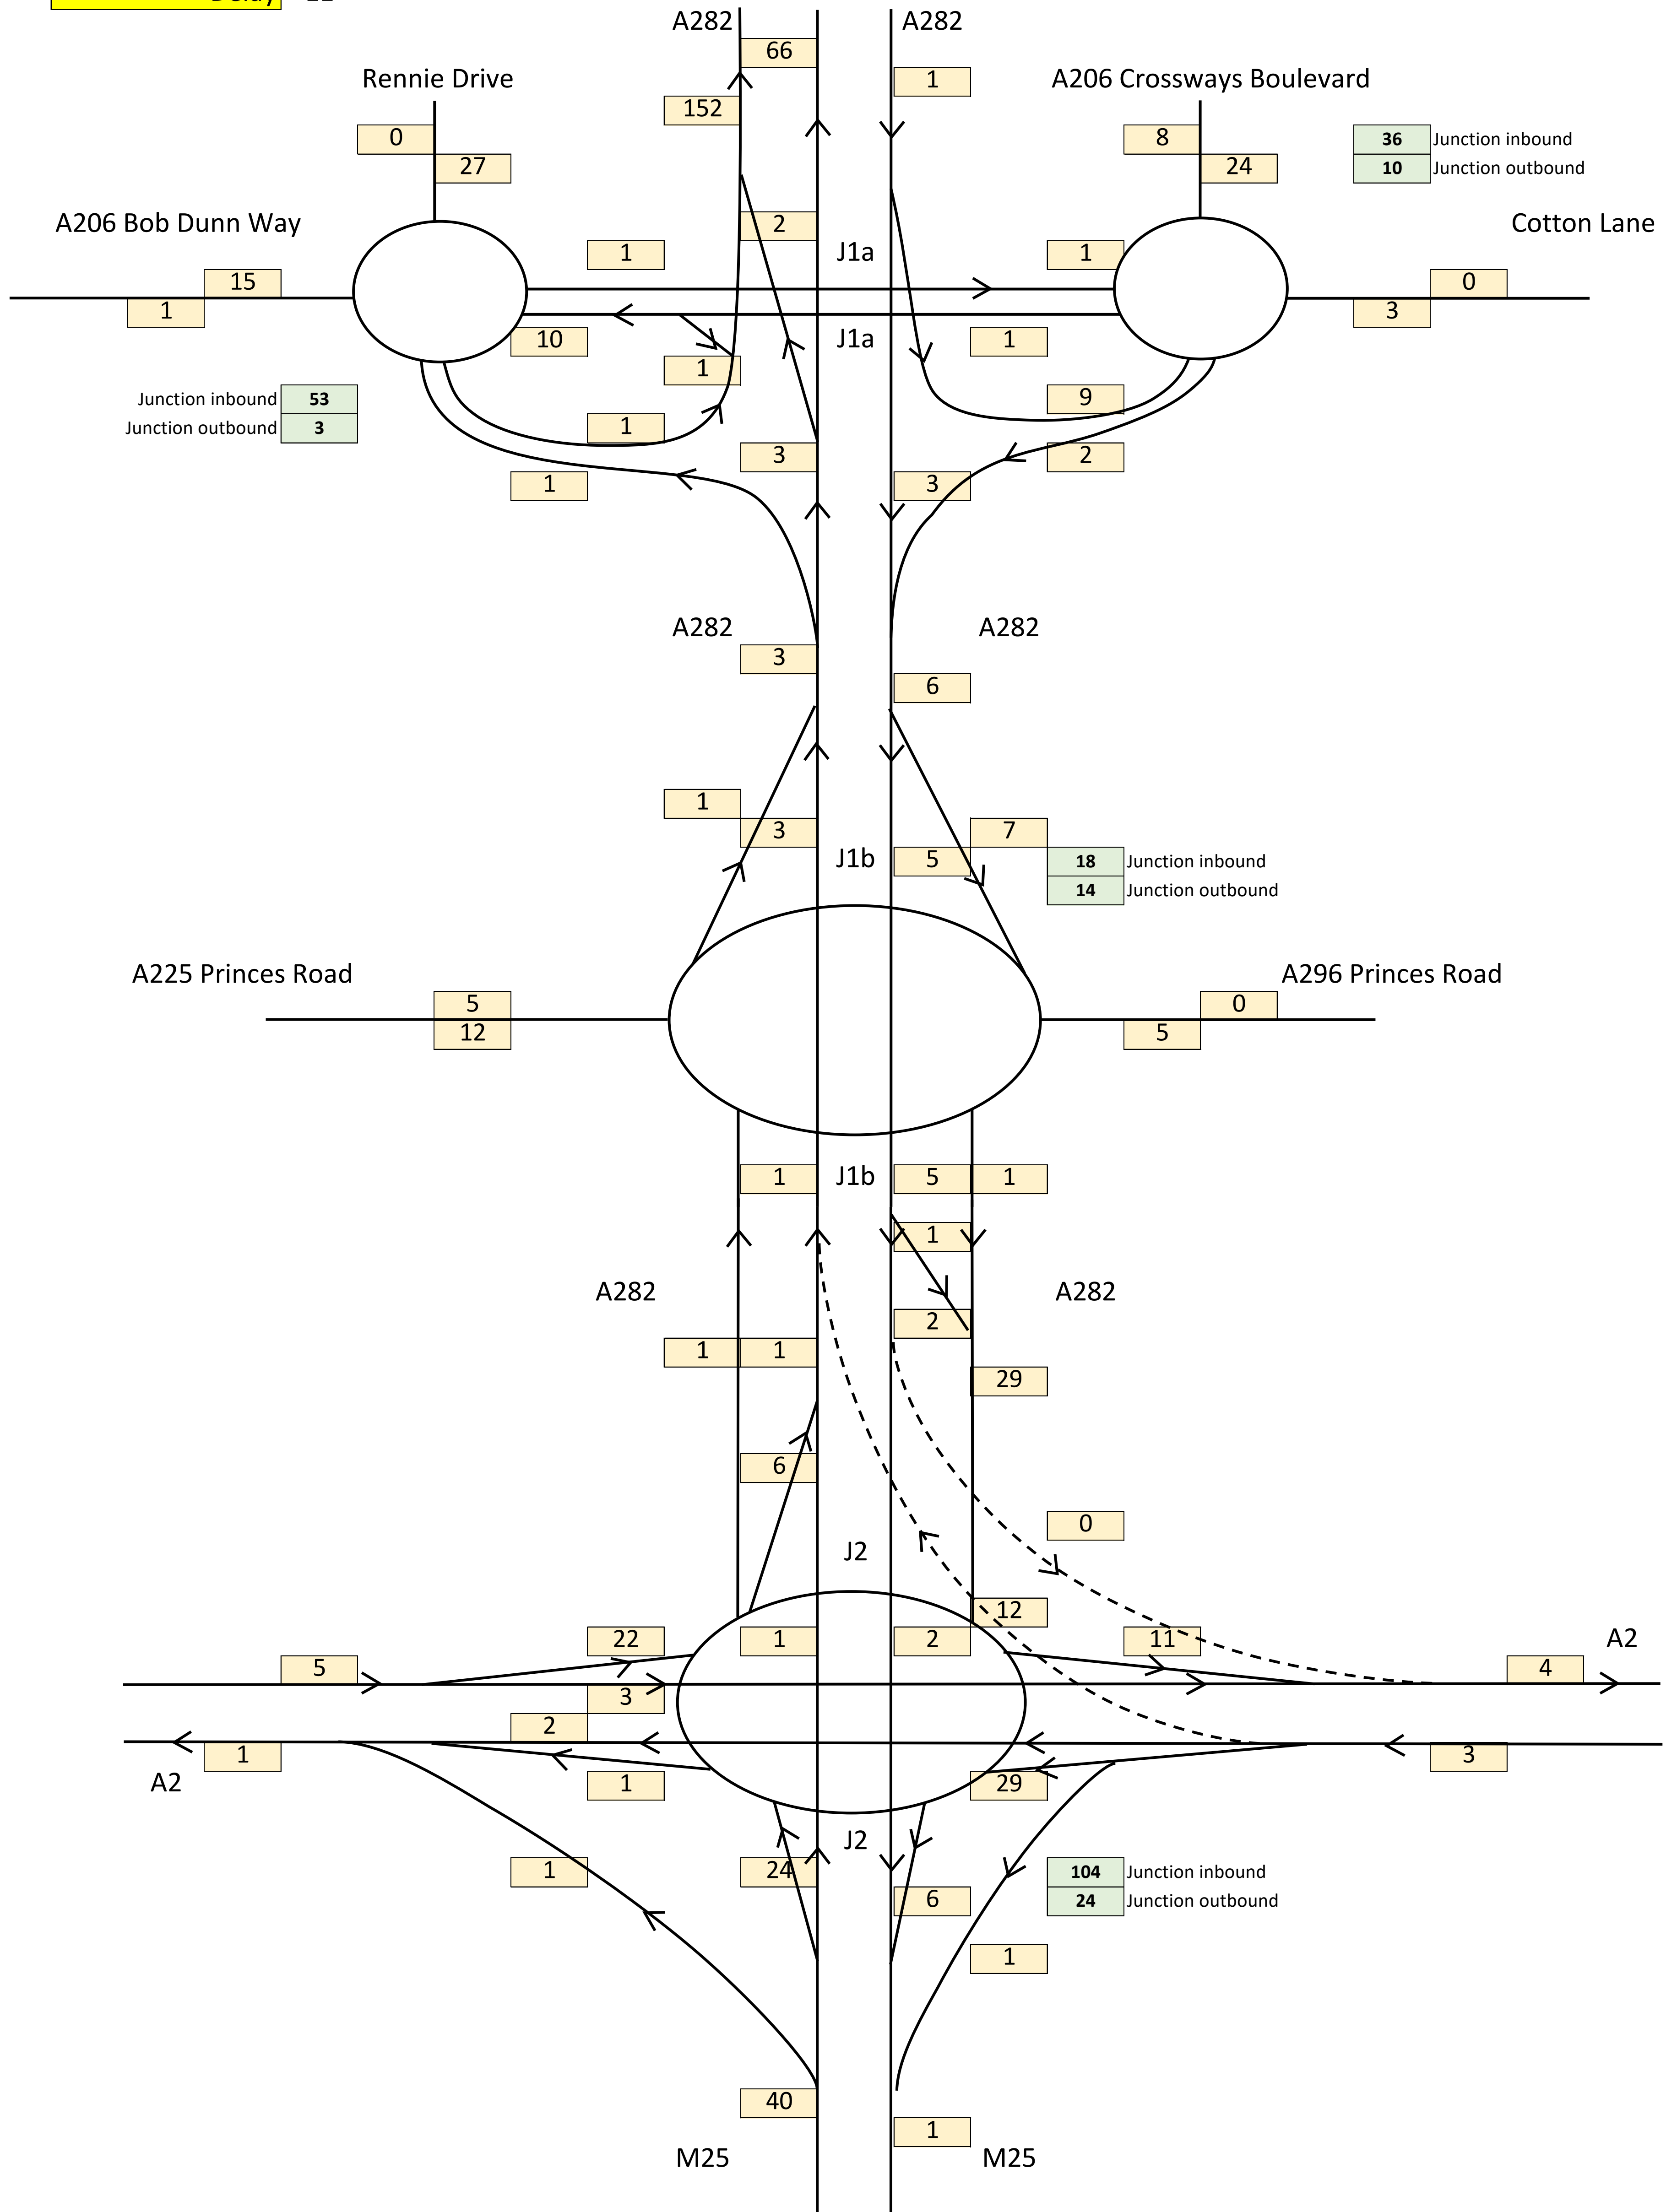 A282
A282
66
Rennie Drive
1
A206 Crossways Boulevard
152
0
8
36 Junction inbound
27
24
10 Junction outbound
A206 Bob Dunn Way
2
Cotton Lane
1
J1a
1
15
0
1
3
10
J1a
1
1
Junction inbound 53
9
Junction outbound 3
1
3
2
1
3
A282
A282
3
6
1
3
7
J1b
5
18 Junction inbound
14 Junction outbound
A225 Princes Road
A296 Princes Road
5
0
12
5
1
J1b
5
1
1
A282
A282
2
1
1
29
6
0
J2
12
22
1
2
11
A2
5
4
3
2
1
3
A2
1
29
J2
1
24
104 Junction inbound
6
24 Junction outbound
1
40
1
M25
M25